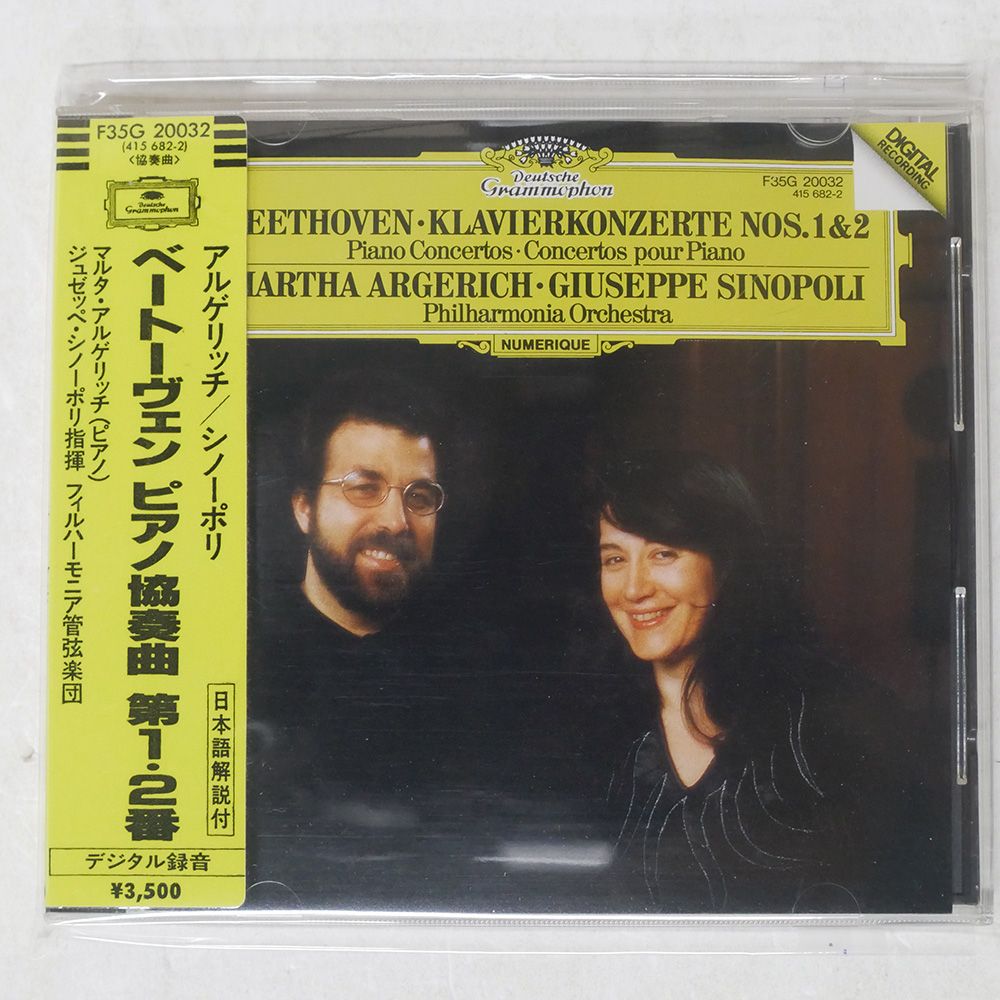 F35G 20032
(415 682-2)
〈協奏曲〉
Deutsche
Grammophon
アルゲリッチ／シノーポリ
ベートーヴェン ピアノ協奏曲 第1・2番
マルタ・アルゲリッチ(ピアノ)
ジュゼッペ・シノーポリ指揮 フィルハーモニア管弦楽団
日本語解説付
デジタル録音
¥3,500
Deutsche
Grammophon
DIGITAL
RECORDING
F35G 20032
415 682-2
EETHOVEN · KLAVIERKONZERTE NOS. 1 & 2
Piano Concertos · Concertos pour Piano
MARTHA ARGERICH · GIUSEPPE SINOPOLI
Philharmonia Orchestra
NUMERIQUE